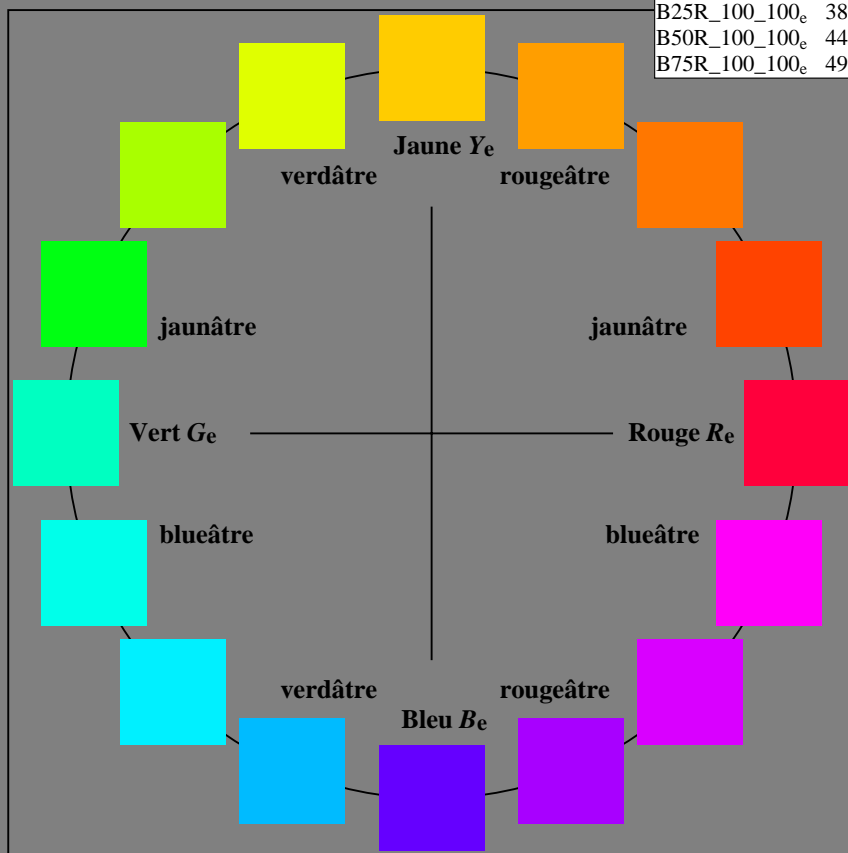 B25R_100_100e 38
B50R_100_100e 44
B75R_100_100e 49
Jaune Ye
verdâtre rougeâtre
jaunâtre jaunâtre
Vert Ge Rouge Re
blueâtre blueâtre
verdâtre rougeâtre
Bleu Be